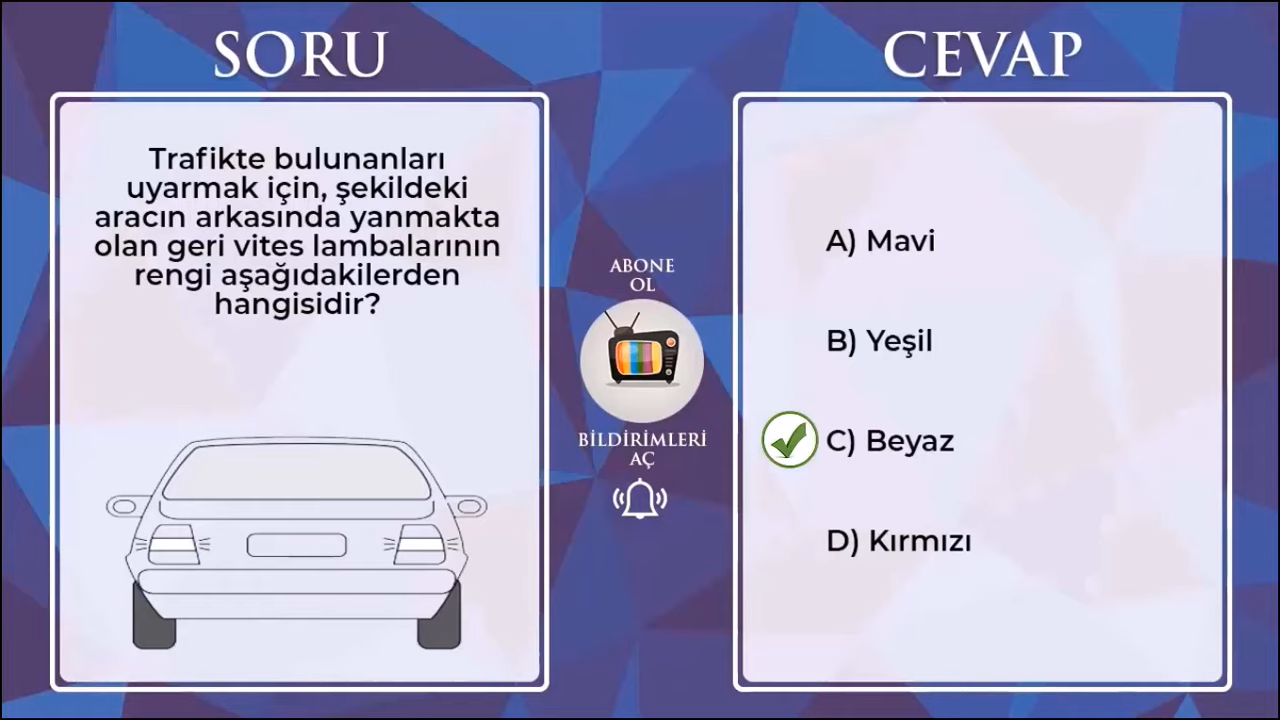 SORU
Trafikte bulunanları
uyarmak için, şekildeki
aracın arkasında yanmakta
olan geri vites lambalarının
rengi aşağıdakilerden
hangisidir?
ABONE
OL
BİLDİRİMLERİ
AÇ
CEVAP
A) Mavi
B) Yeşil
C) Beyaz
D) Kırmızı